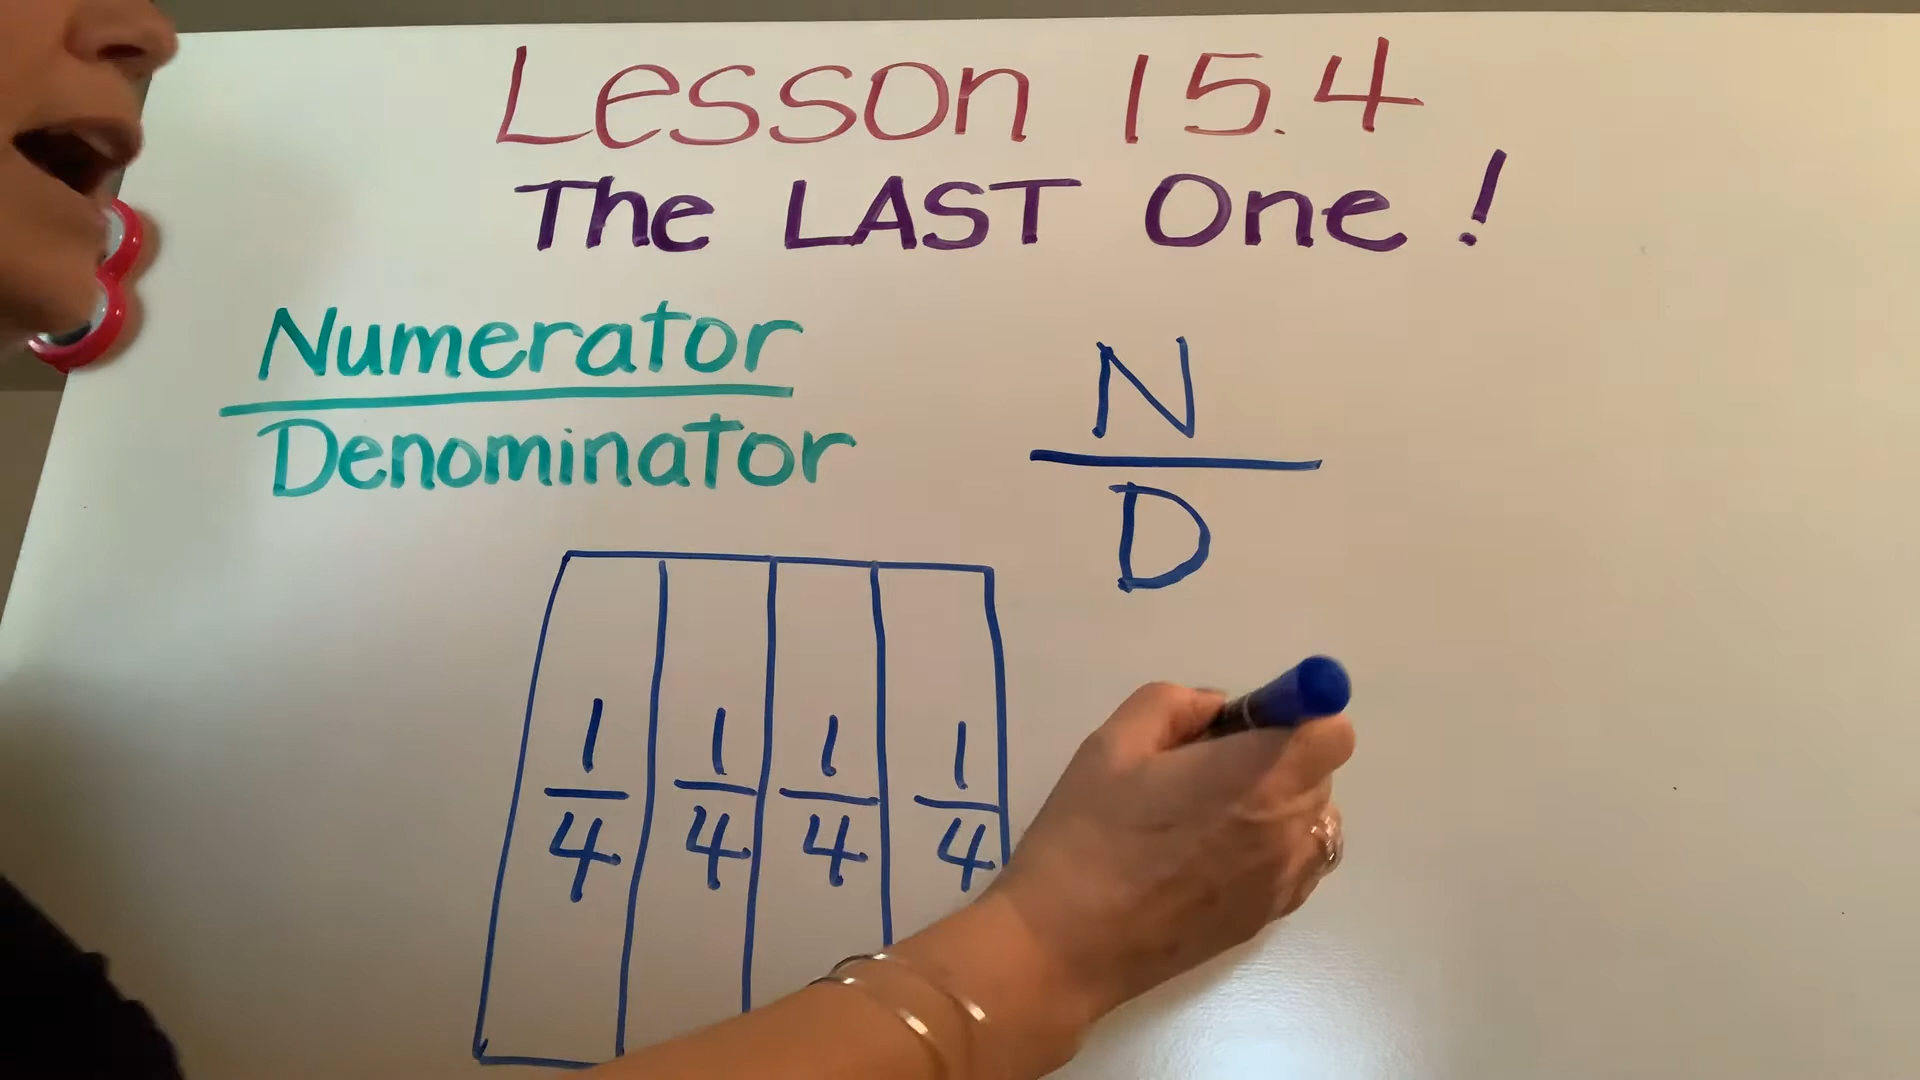 Lesson 15.4
The LAST One!
Numerator
Denominator
N
D
1 1 1 1
4 4 4 4